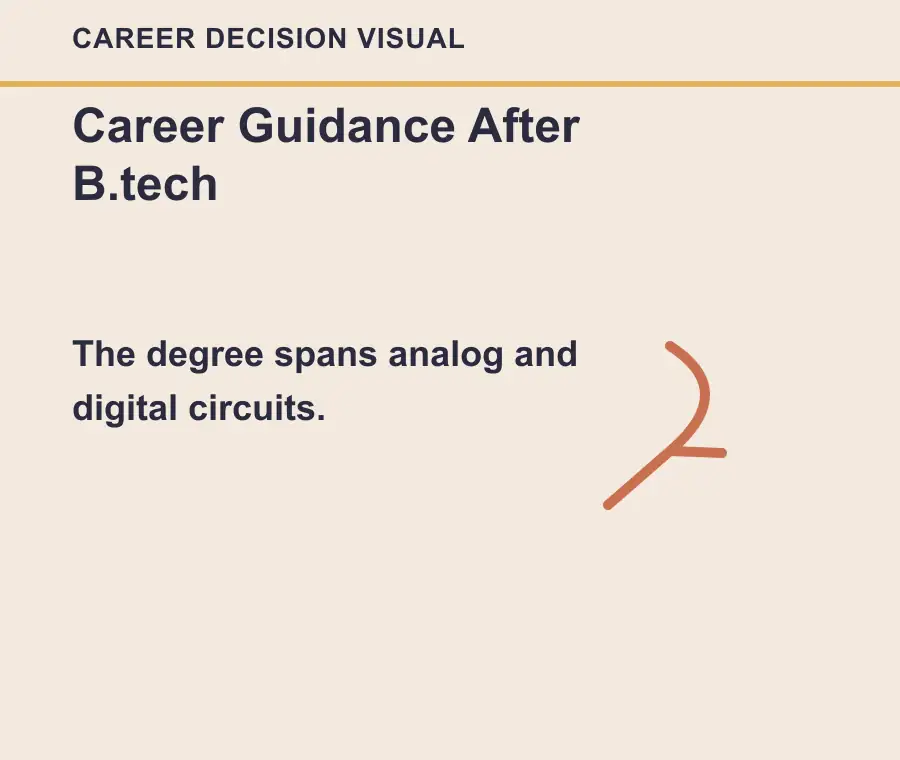 CAREER DECISION VISUAL
Career Guidance After
B.tech
The degree spans analog and
digital circuits.